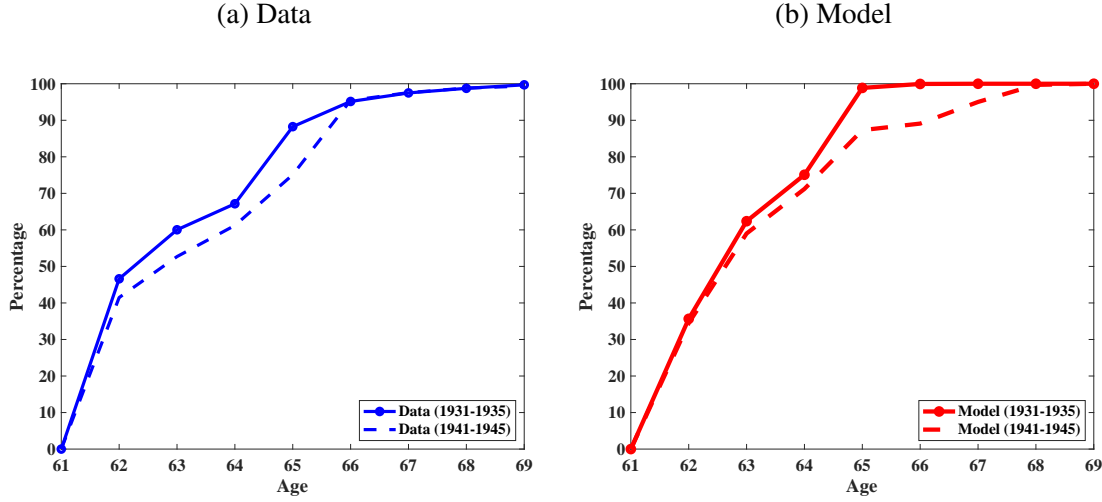 (a) Data
100
90
80
70
60
50
40
30
20
10
0
Percentage
61 62 63 64 65 66 67 68 69
Age
Data (1931-1935)
Data (1941-1945)
(b) Model
100
90
80
70
60
50
40
30
20
10
0
Percentage
61 62 63 64 65 66 67 68 69
Age
Model (1931-1935)
Model (1941-1945)